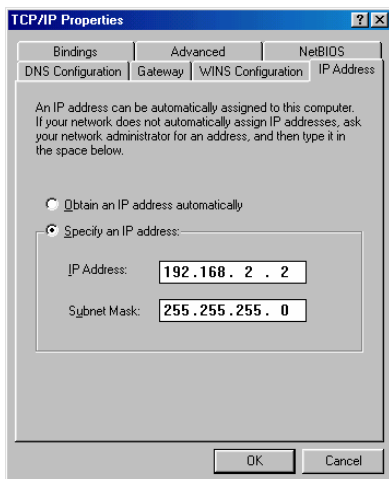 TCP/IP Properties
Bindings Advanced NetBIOS
DNS Configuration Gateway WINS Configuration IP Address
An IP address can be automatically assigned to this computer.
If your network does not automatically assign IP addresses, ask
your network administrator for an address, and then type it in
the space below.
Obtain an IP address automatically
Specify an IP address:
IP Address: 192.168. 2 . 2
Subnet Mask: 255.255.255. 0
OK Cancel